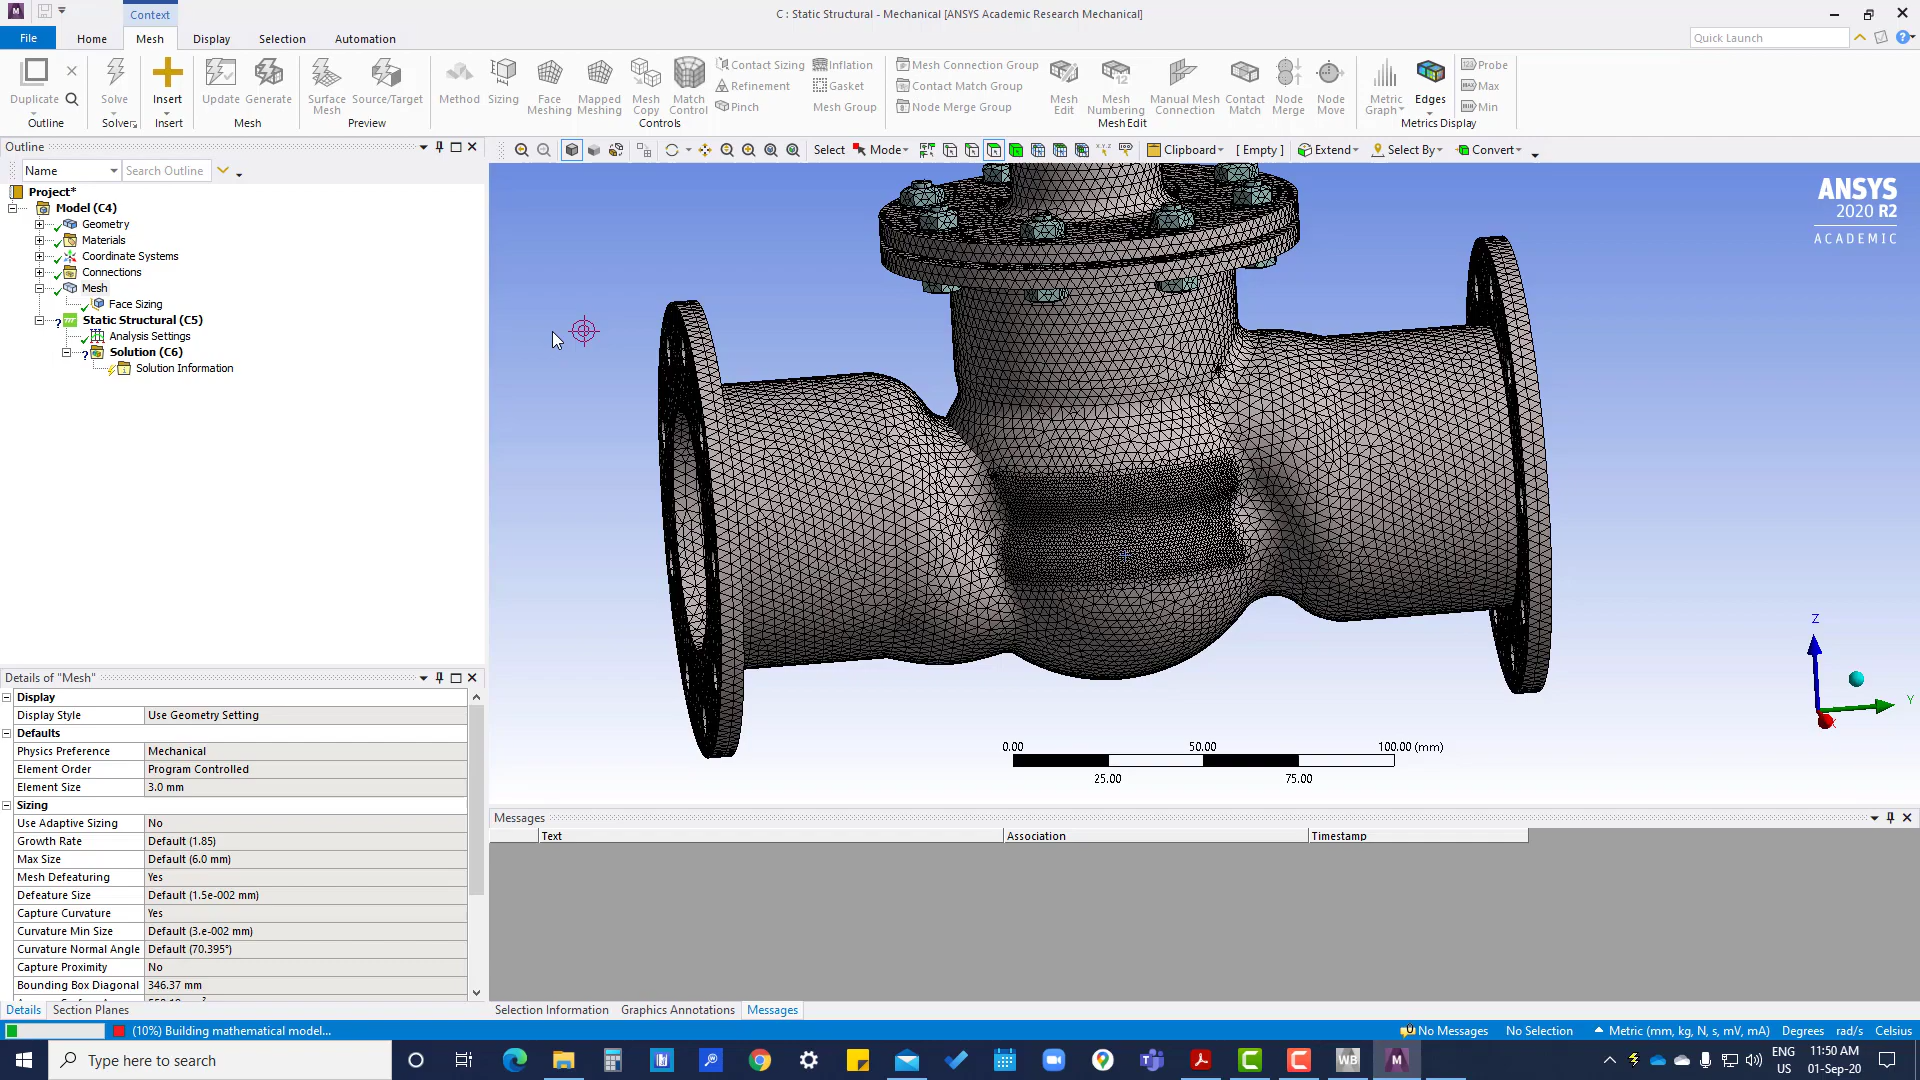 Context
C : Static Structural - Mechanical [ANSYS Academic Research Mechanical]
File Home Mesh Display Selection Automation
Quick Launch
Duplicate
Outline
Solve
Solver
Insert
Insert
Update Generate
Mesh
Surface Mesh
Source/Target
Preview
Method Sizing
Face Meshing
Mapped Meshing
Mesh Copy
Match Control
Contact Sizing
Refinement
Pinch
Inflation
Gasket
Mesh Group
Controls
Mesh Connection Group
Contact Match Group
Node Merge Group
Mesh Edit
Mesh Numbering
Manual Mesh Connection
Contact Match
Node Merge
Node Move
Mesh Edit
Metric Graph
Edges
Probe
Max
Min
Metrics Display
Outline
Select Mode Clipboard [ Empty ] Extend Select By Convert
Name Search Outline
Project*
Model (C4)
Geometry
Materials
Coordinate Systems
Connections
Mesh
Face Sizing
Static Structural (C5)
Analysis Settings
Solution (C6)
Solution Information
ANSYS
2020 R2
ACADEMIC
Z
Y
X
0.00 50.00 100.00 (mm)
25.00 75.00
Details of "Mesh"
Display
Display Style Use Geometry Setting
Defaults
Physics Preference Mechanical
Element Order Program Controlled
Element Size 3.0 mm
Sizing
Use Adaptive Sizing No
Growth Rate Default (1.85)
Max Size Default (6.0 mm)
Mesh Defeaturing Yes
Defeature Size Default (1.5e-002 mm)
Capture Curvature Yes
Curvature Min Size Default (3.e-002 mm)
Curvature Normal Angle Default (70.395°)
Capture Proximity No
Bounding Box Diagonal 346.37 mm
Details Section Planes
Messages
Text Association Timestamp
Selection Information Graphics Annotations Messages
(10%) Building mathematical model...
No Messages No Selection Metric (mm, kg, N, s, mV, mA) Degrees rad/s Celsius
Type here to search
WB
M
ENG
US
11:50 AM
01-Sep-20